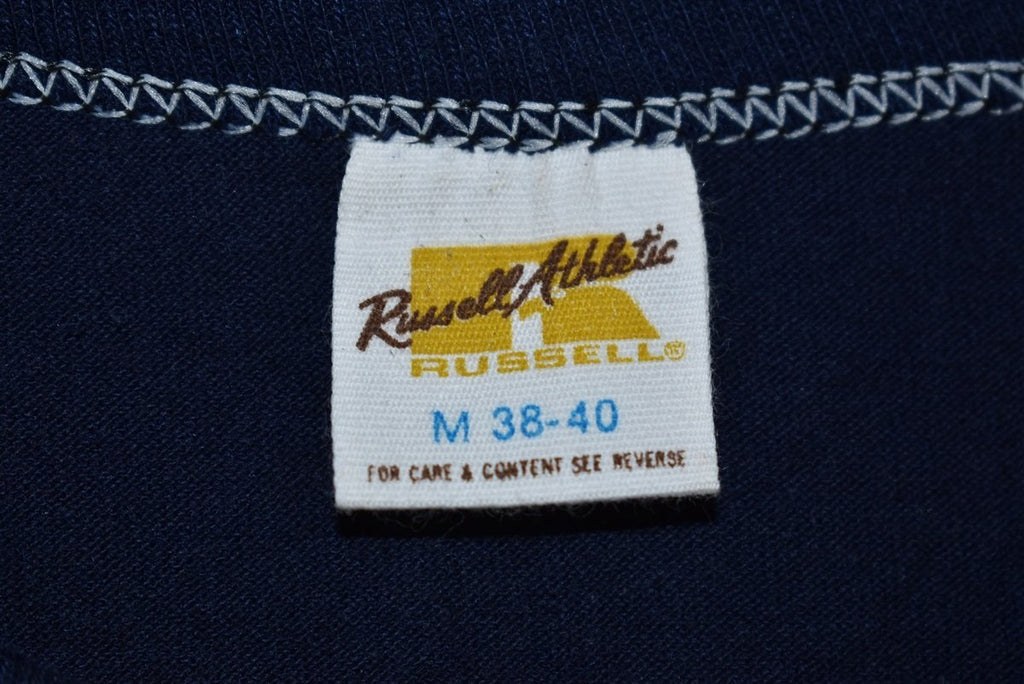 Russell Athletic
R
RUSSELL
M 38-40
FOR CARE & CONTENT SEE REVERSE